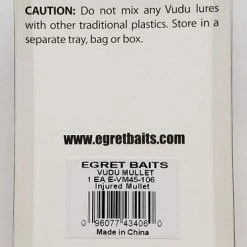 CAUTION: Do not mix any Vudu lures
with other traditional plastics. Store in a
separate tray, bag or box.
www.egretbaits.com
EGRET BAITS
VUDU MULLET
1 EA E-VM45-106
Injured Mullet
0 96077 43406 0
Made in China